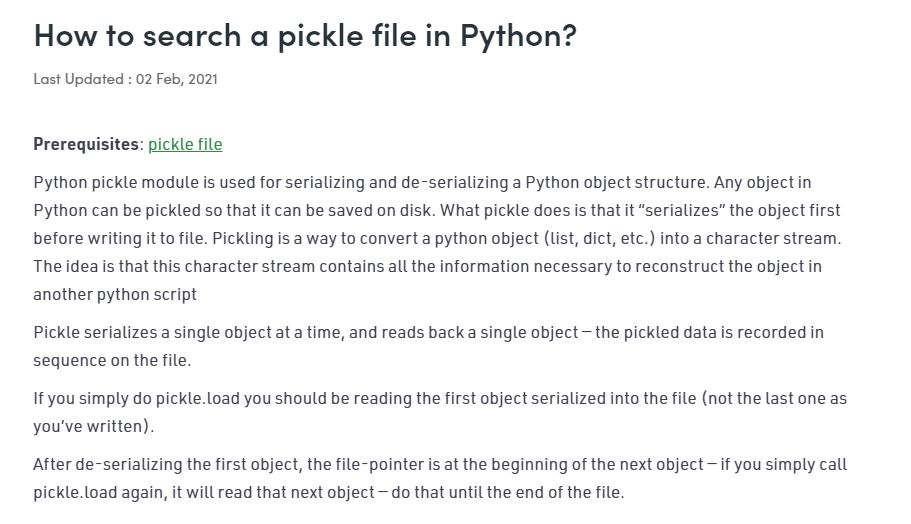 How to search a pickle file in Python?
Last Updated : 02 Feb, 2021
Prerequisites: pickle file
Python pickle module is used for serializing and de-serializing a Python object structure. Any object in
Python can be pickled so that it can be saved on disk. What pickle does is that it “serializes” the object first
before writing it to file. Pickling is a way to convert a python object (list, dict, etc.) into a character stream.
The idea is that this character stream contains all the information necessary to reconstruct the object in
another python script
Pickle serializes a single object at a time, and reads back a single object – the pickled data is recorded in
sequence on the file.
If you simply do pickle.load you should be reading the first object serialized into the file (not the last one as
you’ve written).
After de-serializing the first object, the file-pointer is at the beginning of the next object – if you simply call
pickle.load again, it will read that next object – do that until the end of the file.